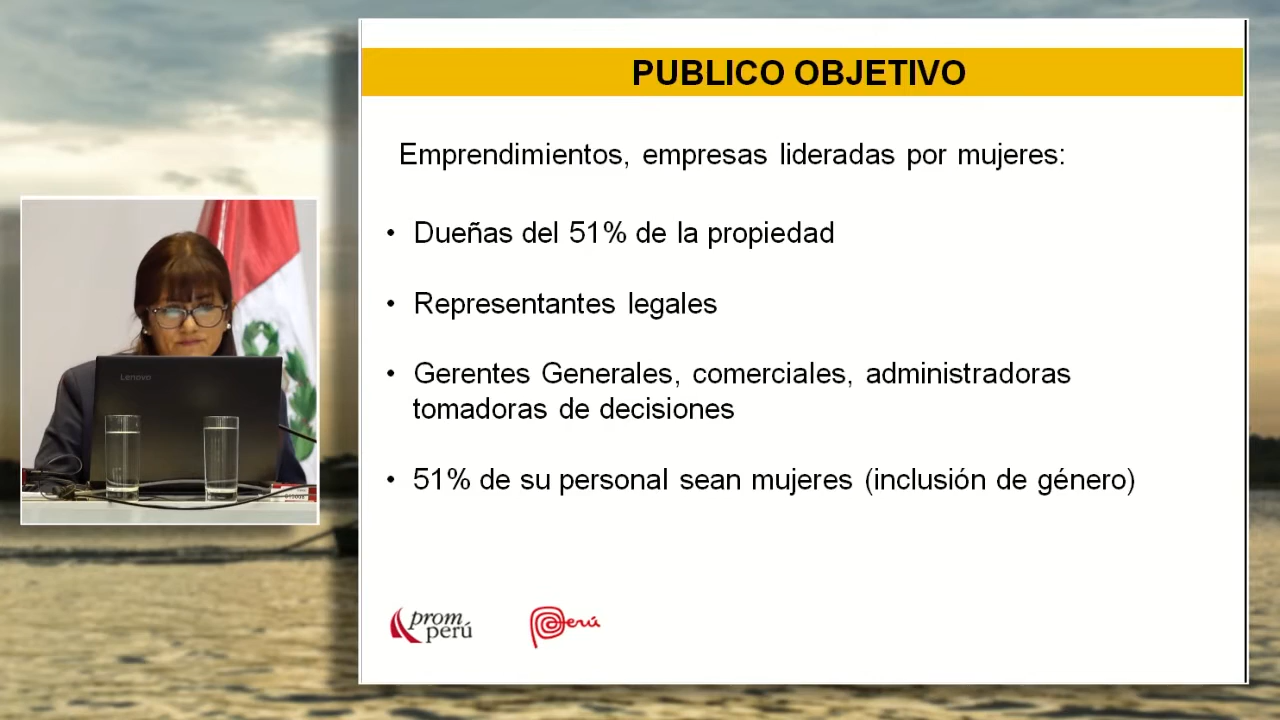 PUBLICO OBJETIVO
Emprendimientos, empresas lideradas por mujeres:
• Dueñas del 51% de la propiedad
• Representantes legales
• Gerentes Generales, comerciales, administradoras
tomadoras de decisiones
• 51% de su personal sean mujeres (inclusión de género)
Lenovo
prom
perú
Perú